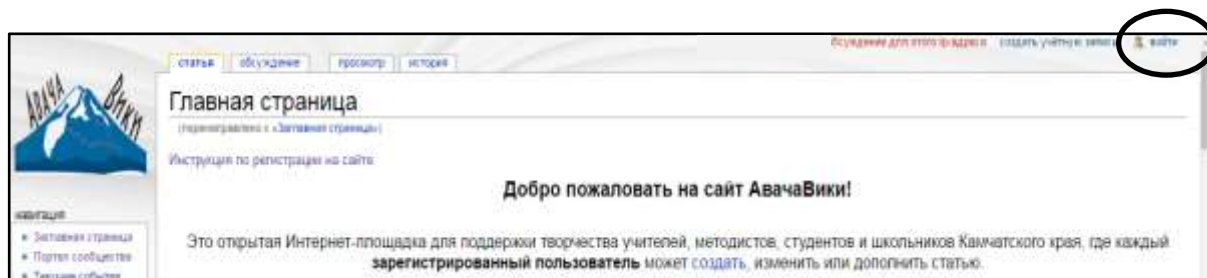 обсуждение для этого ip-адреса создать учётную запись войти
статья обсуждение просмотр история
АВАЧА ВИКИ
Главная страница
(перенаправлено с «Заглавная страница»)
Инструкция по регистрации на сайте
Добро пожаловать на сайт АвачаВики!
навигация
Заглавная страница
Портал сообщества
Текущие события
Это открытая Интернет-площадка для поддержки творчества учителей, методистов, студентов и школьников Камчатского края, где каждый
зарегистрированный пользователь может создать, изменить или дополнить статью.